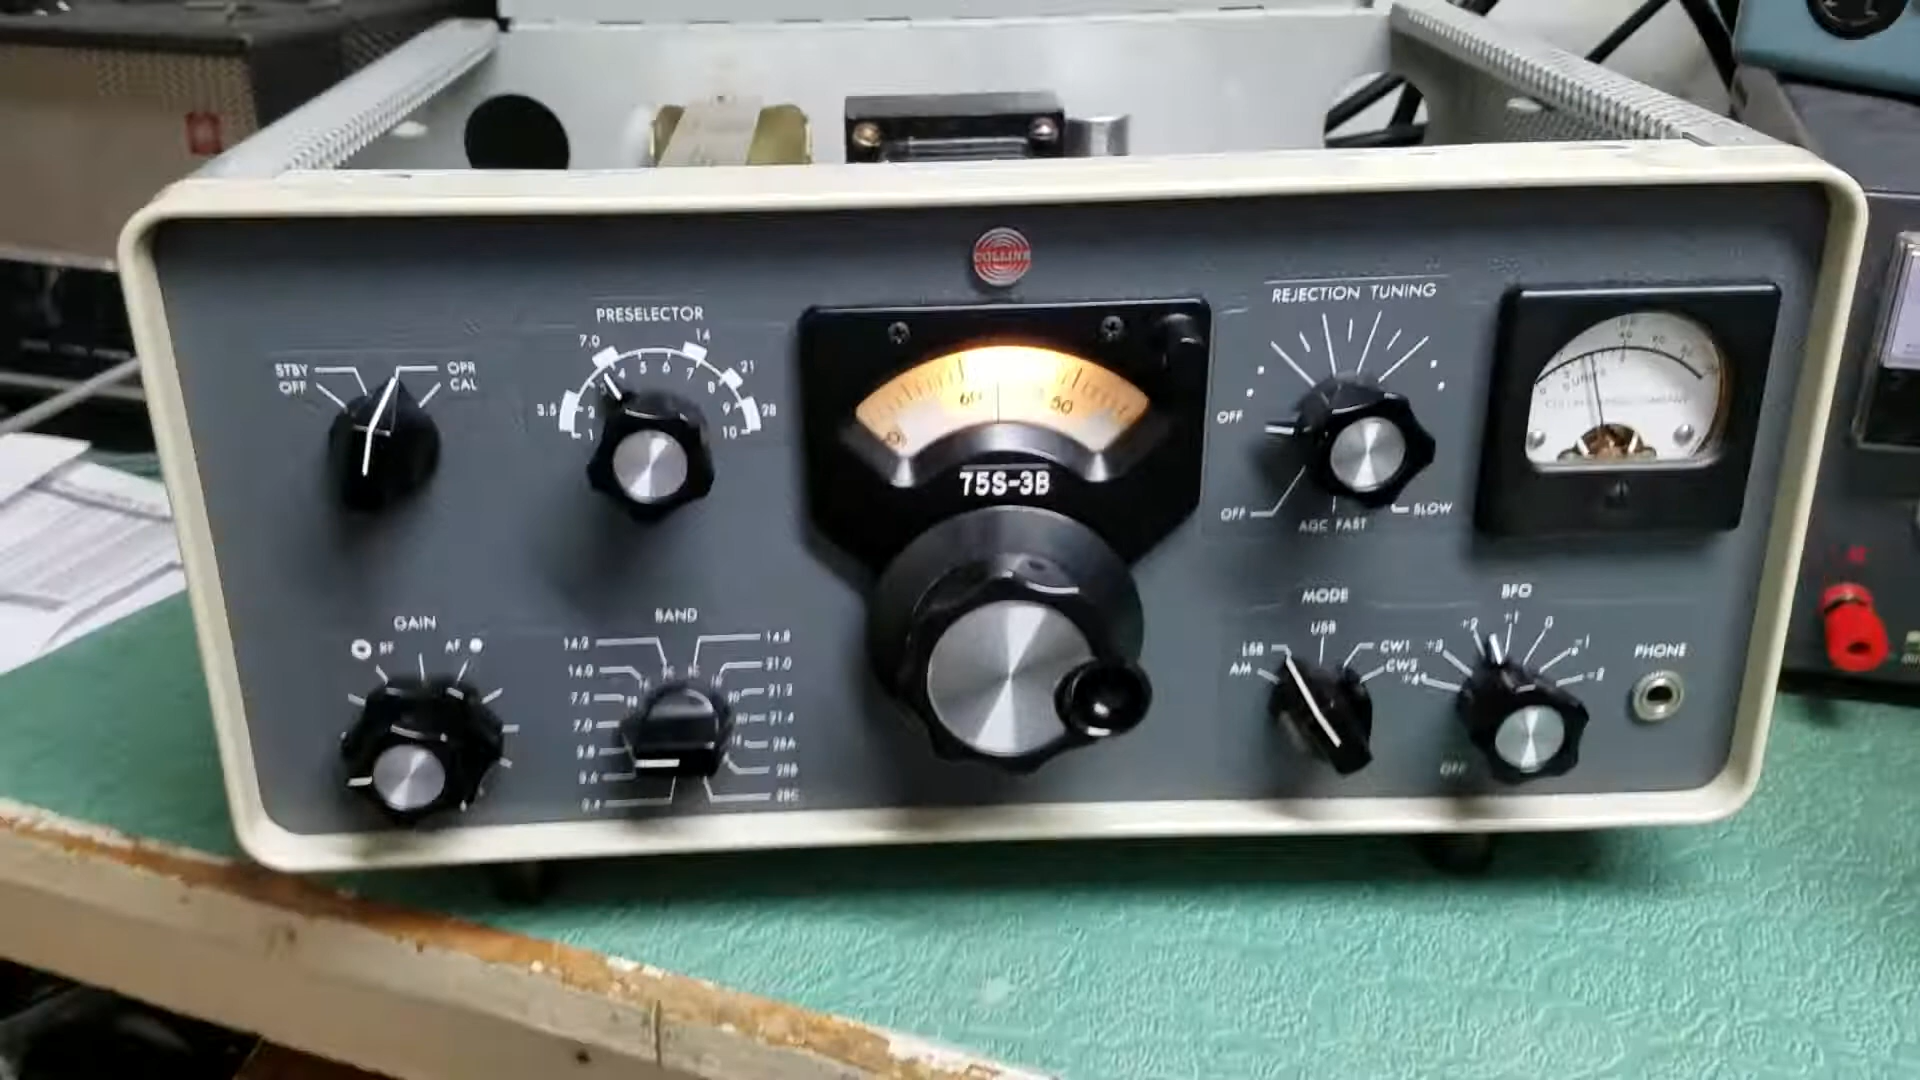 COLLINS
REJECTION TUNING
PRESELECTOR
7.0 14
STBY OPR
OFF CAL
3 4 5 6 7 21
3.5 2 8
1 9 28
10
60 50
OFF
75S-3B
OFF AGC FAST SLOW
GAIN
RF AF
BAND
14.2 14.8
14.0 21.0
7.2 21.2
7.0 21.4
3.8 28A
3.6 28B
3.4 28C
MODE
LSB USB CW1
AM CW2
BFO
+4 +3 +2 +1 0 -1 -2
OFF
PHONE